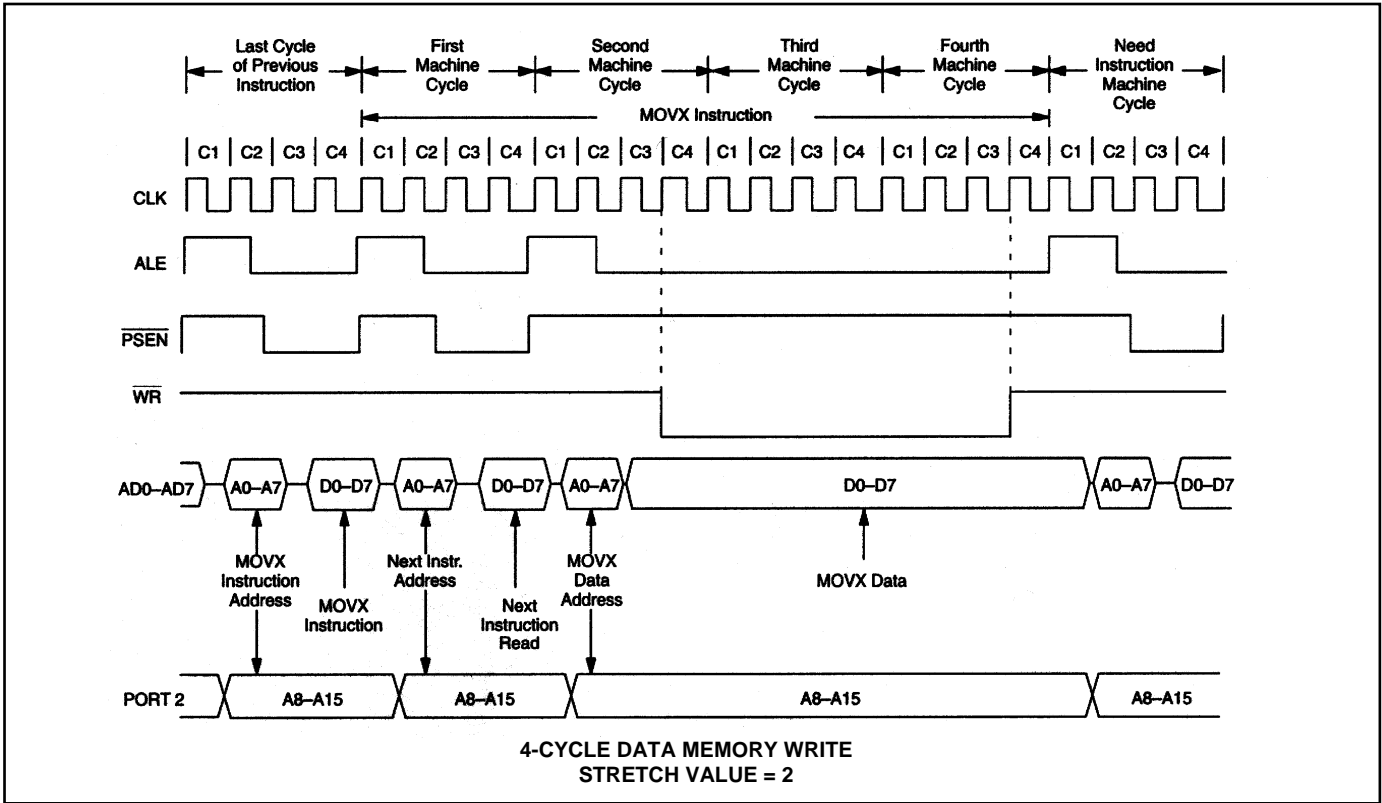 Last Cycle
of Previous
Instruction
First
Machine
Cycle
Second
Machine
Cycle
Third
Machine
Cycle
Fourth
Machine
Cycle
Need
Instruction
Machine
Cycle
MOVX Instruction
C1 C2 C3 C4 C1 C2 C3 C4 C1 C2 C3 C4 C1 C2 C3 C4 C1 C2 C3 C4 C1 C2 C3 C4
CLK
ALE
PSEN
WR
AD0–AD7 A0–A7 D0–D7 A0–A7 D0–D7 A0–A7 D0–D7 A0–A7 D0–D7
MOVX
Instruction
Address
MOVX
Instruction
Next Instr.
Address
Next
Instruction
Read
MOVX
Data
Address
MOVX Data
PORT 2 A8–A15 A8–A15 A8–A15 A8–A15
4-CYCLE DATA MEMORY WRITE
STRETCH VALUE = 2